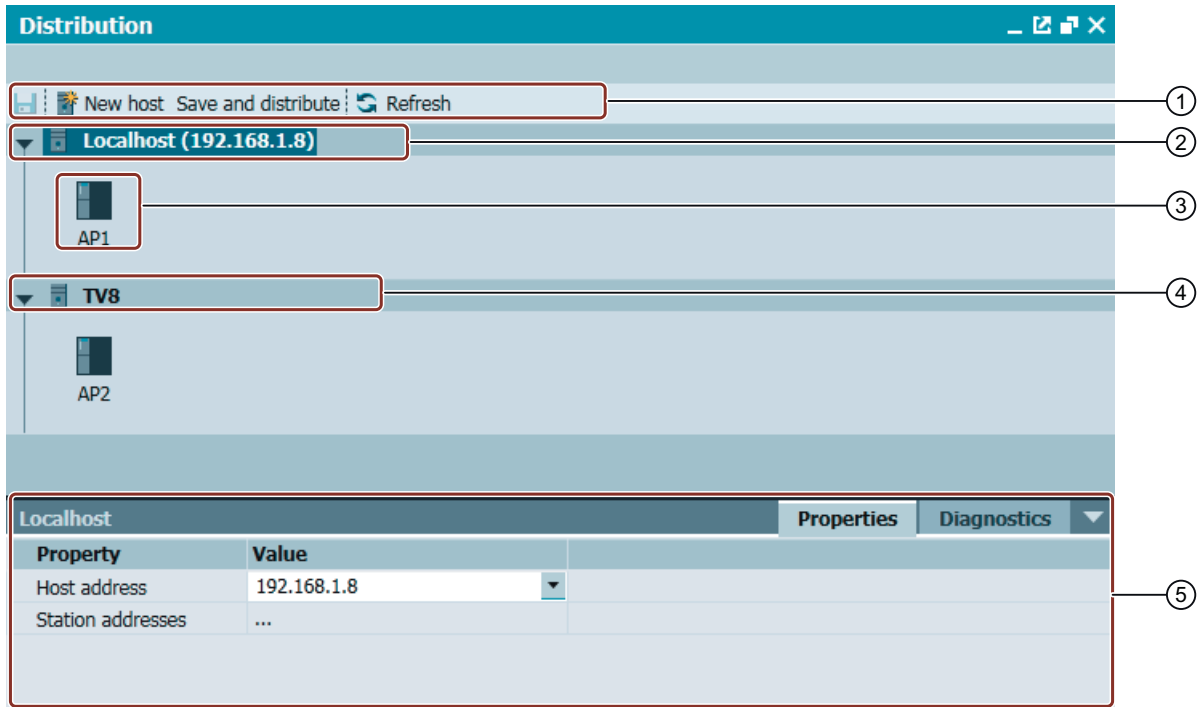 Distribution
New host Save and distribute Refresh
①
Localhost (192.168.1.8)
②
③
AP1
TV8
④
AP2
Localhost Properties Diagnostics
Property Value
Host address 192.168.1.8
⑤
Station addresses ...